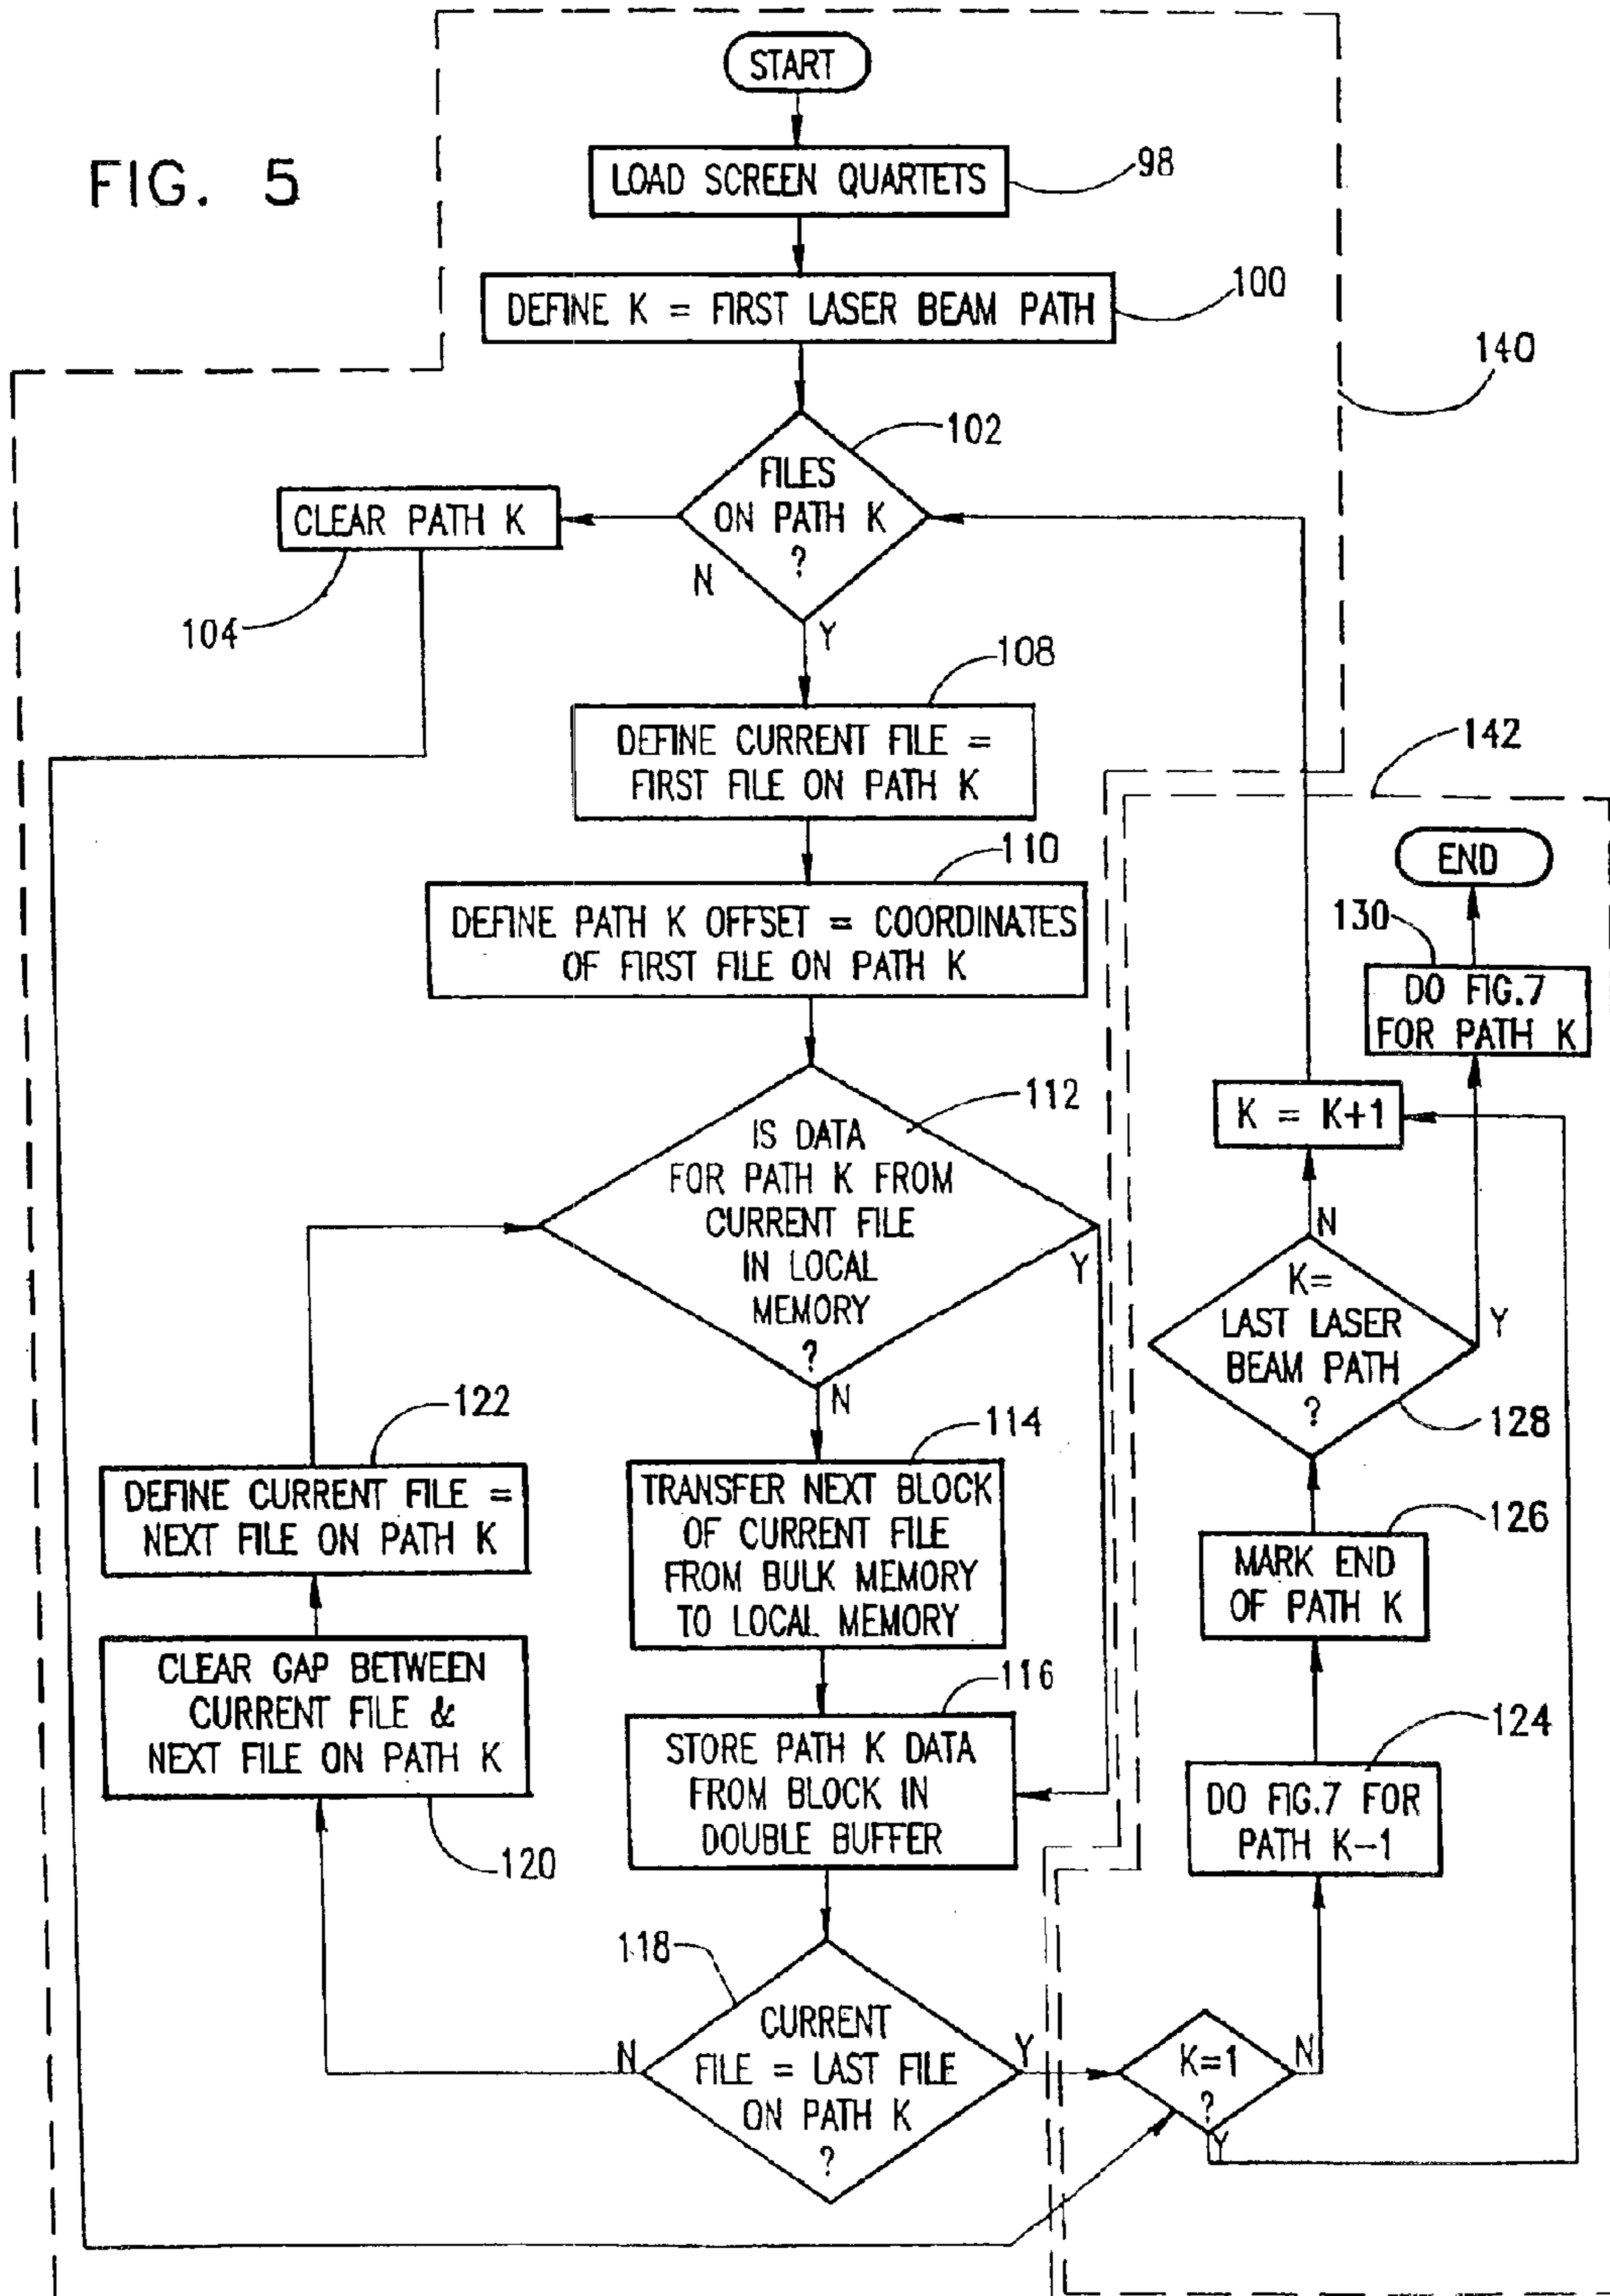 FIG. 5
START
LOAD SCREEN QUARTETS
98
DEFINE K = FIRST LASER BEAM PATH
100
140
102
FILES
ON PATH K
?
N
Y
CLEAR PATH K
104
108
DEFINE CURRENT FILE =
FIRST FILE ON PATH K
110
DEFINE PATH K OFFSET = COORDINATES
OF FIRST FILE ON PATH K
112
IS DATA
FOR PATH K FROM
CURRENT FILE
IN LOCAL
MEMORY
?
Y
N
114
TRANSFER NEXT BLOCK
OF CURRENT FILE
FROM BULK MEMORY
TO LOCAL MEMORY
116
STORE PATH K DATA
FROM BLOCK IN
DOUBLE BUFFER
118
CURRENT
FILE = LAST FILE
ON PATH K
?
N
Y
122
DEFINE CURRENT FILE =
NEXT FILE ON PATH K
CLEAR GAP BETWEEN
CURRENT FILE &
NEXT FILE ON PATH K
120
142
END
130
DO FIG.7
FOR PATH K
K = K+1
N
K=
LAST LASER
BEAM PATH
?
Y
128
126
MARK END
OF PATH K
124
DO FIG.7 FOR
PATH K-1
K=1
?
N
Y